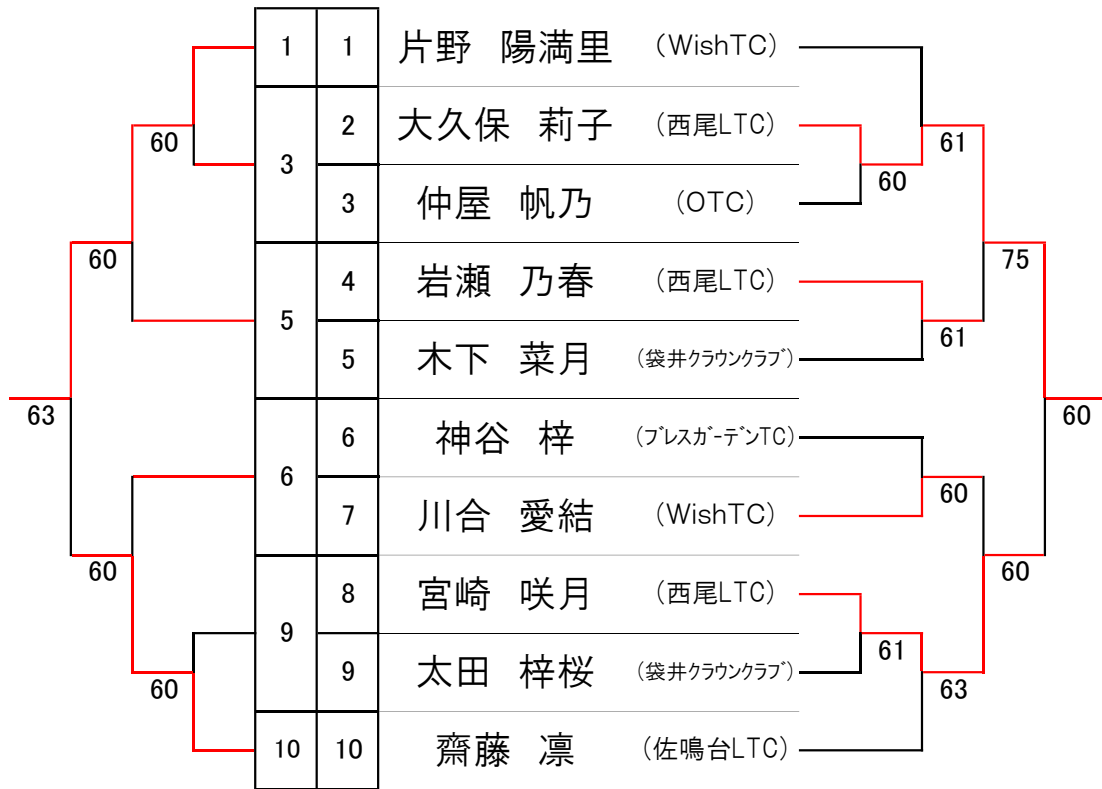 1 1 片野 陽満里 (WishTC)
60 2 大久保 莉子 (西尾LTC) 61
3 60
3 仲屋 帆乃 (OTC)
60 4 岩瀬 乃春 (西尾LTC) 75
5 61
5 木下 菜月 (袋井クラウンクラブ)
63 60
6 神谷 梓 (ブレスガーデンTC)
6 60
7 川合 愛結 (WishTC)
60 8 宮崎 咲月 (西尾LTC) 60
9 61
60 9 太田 梓桜 (袋井クラウンクラブ) 63
10 10 齋藤 凛 (佐鳴台LTC)